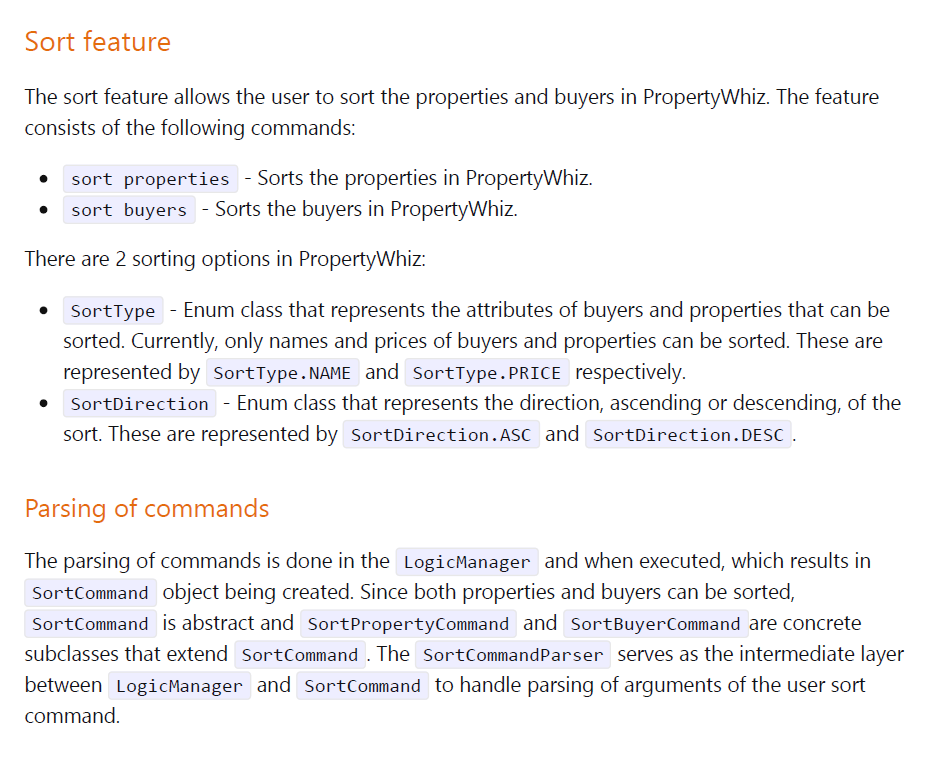 Sort feature
The sort feature allows the user to sort the properties and buyers in PropertyWhiz. The feature
consists of the following commands:
• sort properties - Sorts the properties in PropertyWhiz.
• sort buyers - Sorts the buyers in PropertyWhiz.
There are 2 sorting options in PropertyWhiz:
• SortType - Enum class that represents the attributes of buyers and properties that can be
sorted. Currently, only names and prices of buyers and properties can be sorted. These are
represented by SortType.NAME and SortType.PRICE respectively.
• SortDirection - Enum class that represents the direction, ascending or descending, of the
sort. These are represented by SortDirection.ASC and SortDirection.DESC.
Parsing of commands
The parsing of commands is done in the LogicManager and when executed, which results in
SortCommand object being created. Since both properties and buyers can be sorted,
SortCommand is abstract and SortPropertyCommand and SortBuyerCommand are concrete
subclasses that extend SortCommand. The SortCommandParser serves as the intermediate layer
between LogicManager and SortCommand to handle parsing of arguments of the user sort
command.